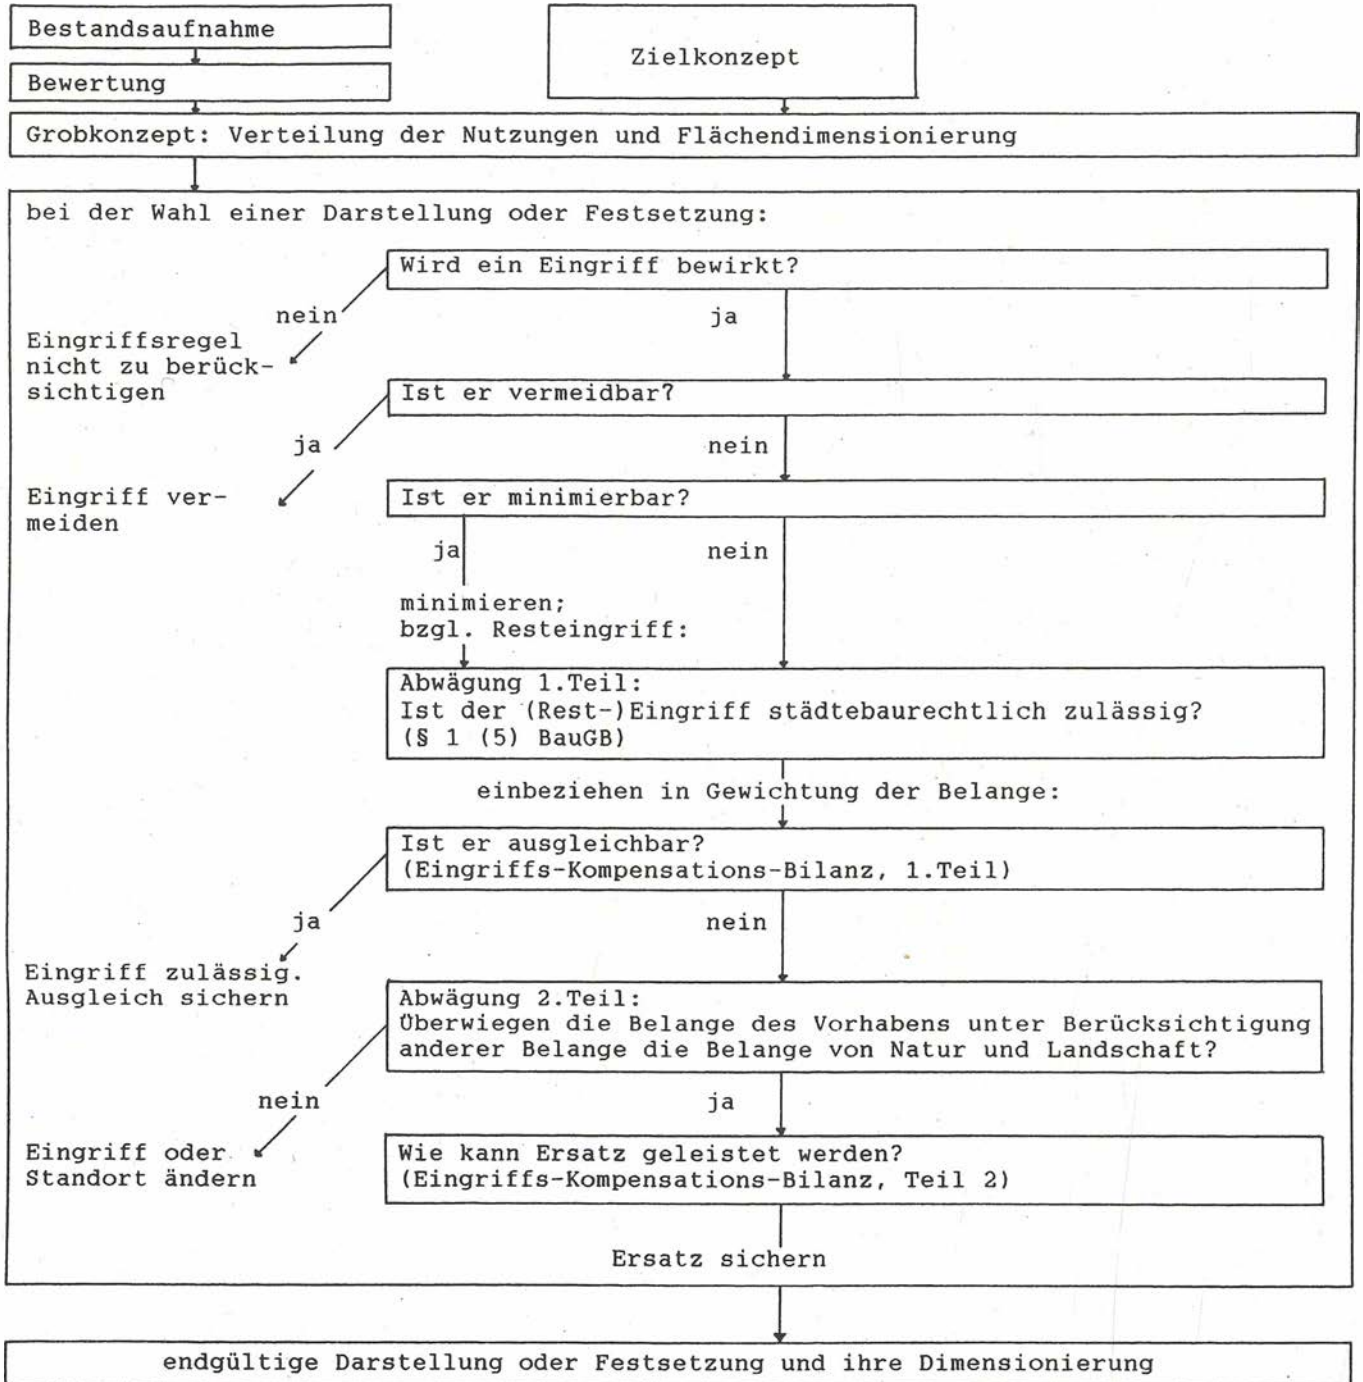 Bestandsaufnahme
Zielkonzept
Bewertung
Grobkonzept: Verteilung der Nutzungen und Flächendimensionierung
bei der Wahl einer Darstellung oder Festsetzung:
Wird ein Eingriff bewirkt?
nein
ja
Eingriffsregel
nicht zu berück-
sichtigen
Ist er vermeidbar?
ja
nein
Eingriff ver-
meiden
Ist er minimierbar?
ja
nein
minimieren;
bzgl. Resteingriff:
Abwägung 1.Teil:
Ist der (Rest-)Eingriff städtebaurechtlich zulässig?
(§ 1 (5) BauGB)
einbeziehen in Gewichtung der Belange:
Ist er ausgleichbar?
(Eingriffs-Kompensations-Bilanz, 1.Teil)
ja
nein
Eingriff zulässig.
Ausgleich sichern
Abwägung 2.Teil:
Überwiegen die Belange des Vorhabens unter Berücksichtigung
anderer Belange die Belange von Natur und Landschaft?
nein
ja
Eingriff oder
Standort ändern
Wie kann Ersatz geleistet werden?
(Eingriffs-Kompensations-Bilanz, Teil 2)
Ersatz sichern
endgültige Darstellung oder Festsetzung und ihre Dimensionierung